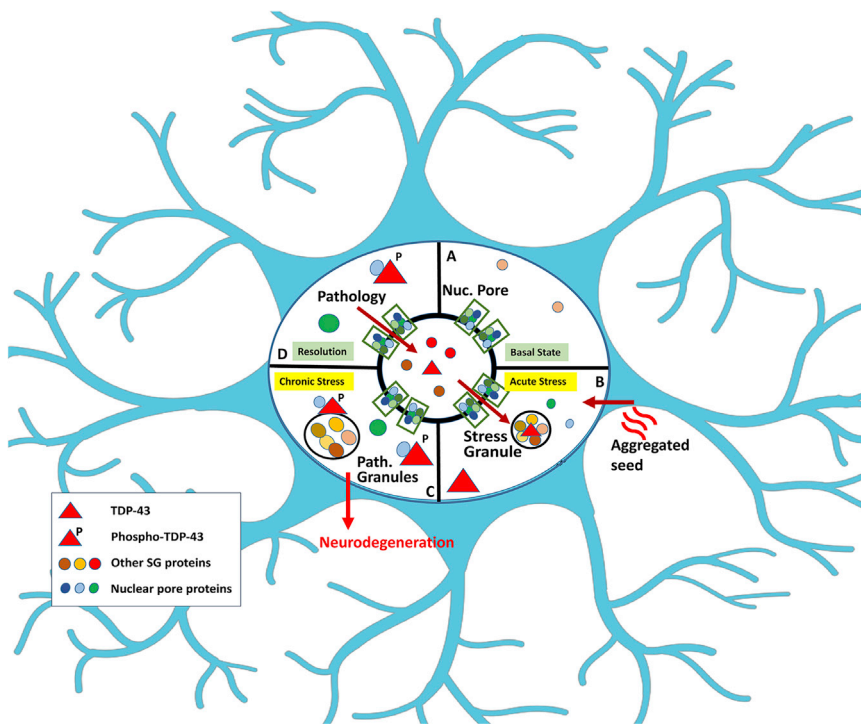 P
A
Pathology
Nuc. Pore
D
Resolution
Basal State
Chronic Stress
Acute Stress
B
P
P
Stress
Granule
Aggregated
seed
Path.
Granules
C
Neurodegeneration
TDP-43
P
Phospho-TDP-43
Other SG proteins
Nuclear pore proteins